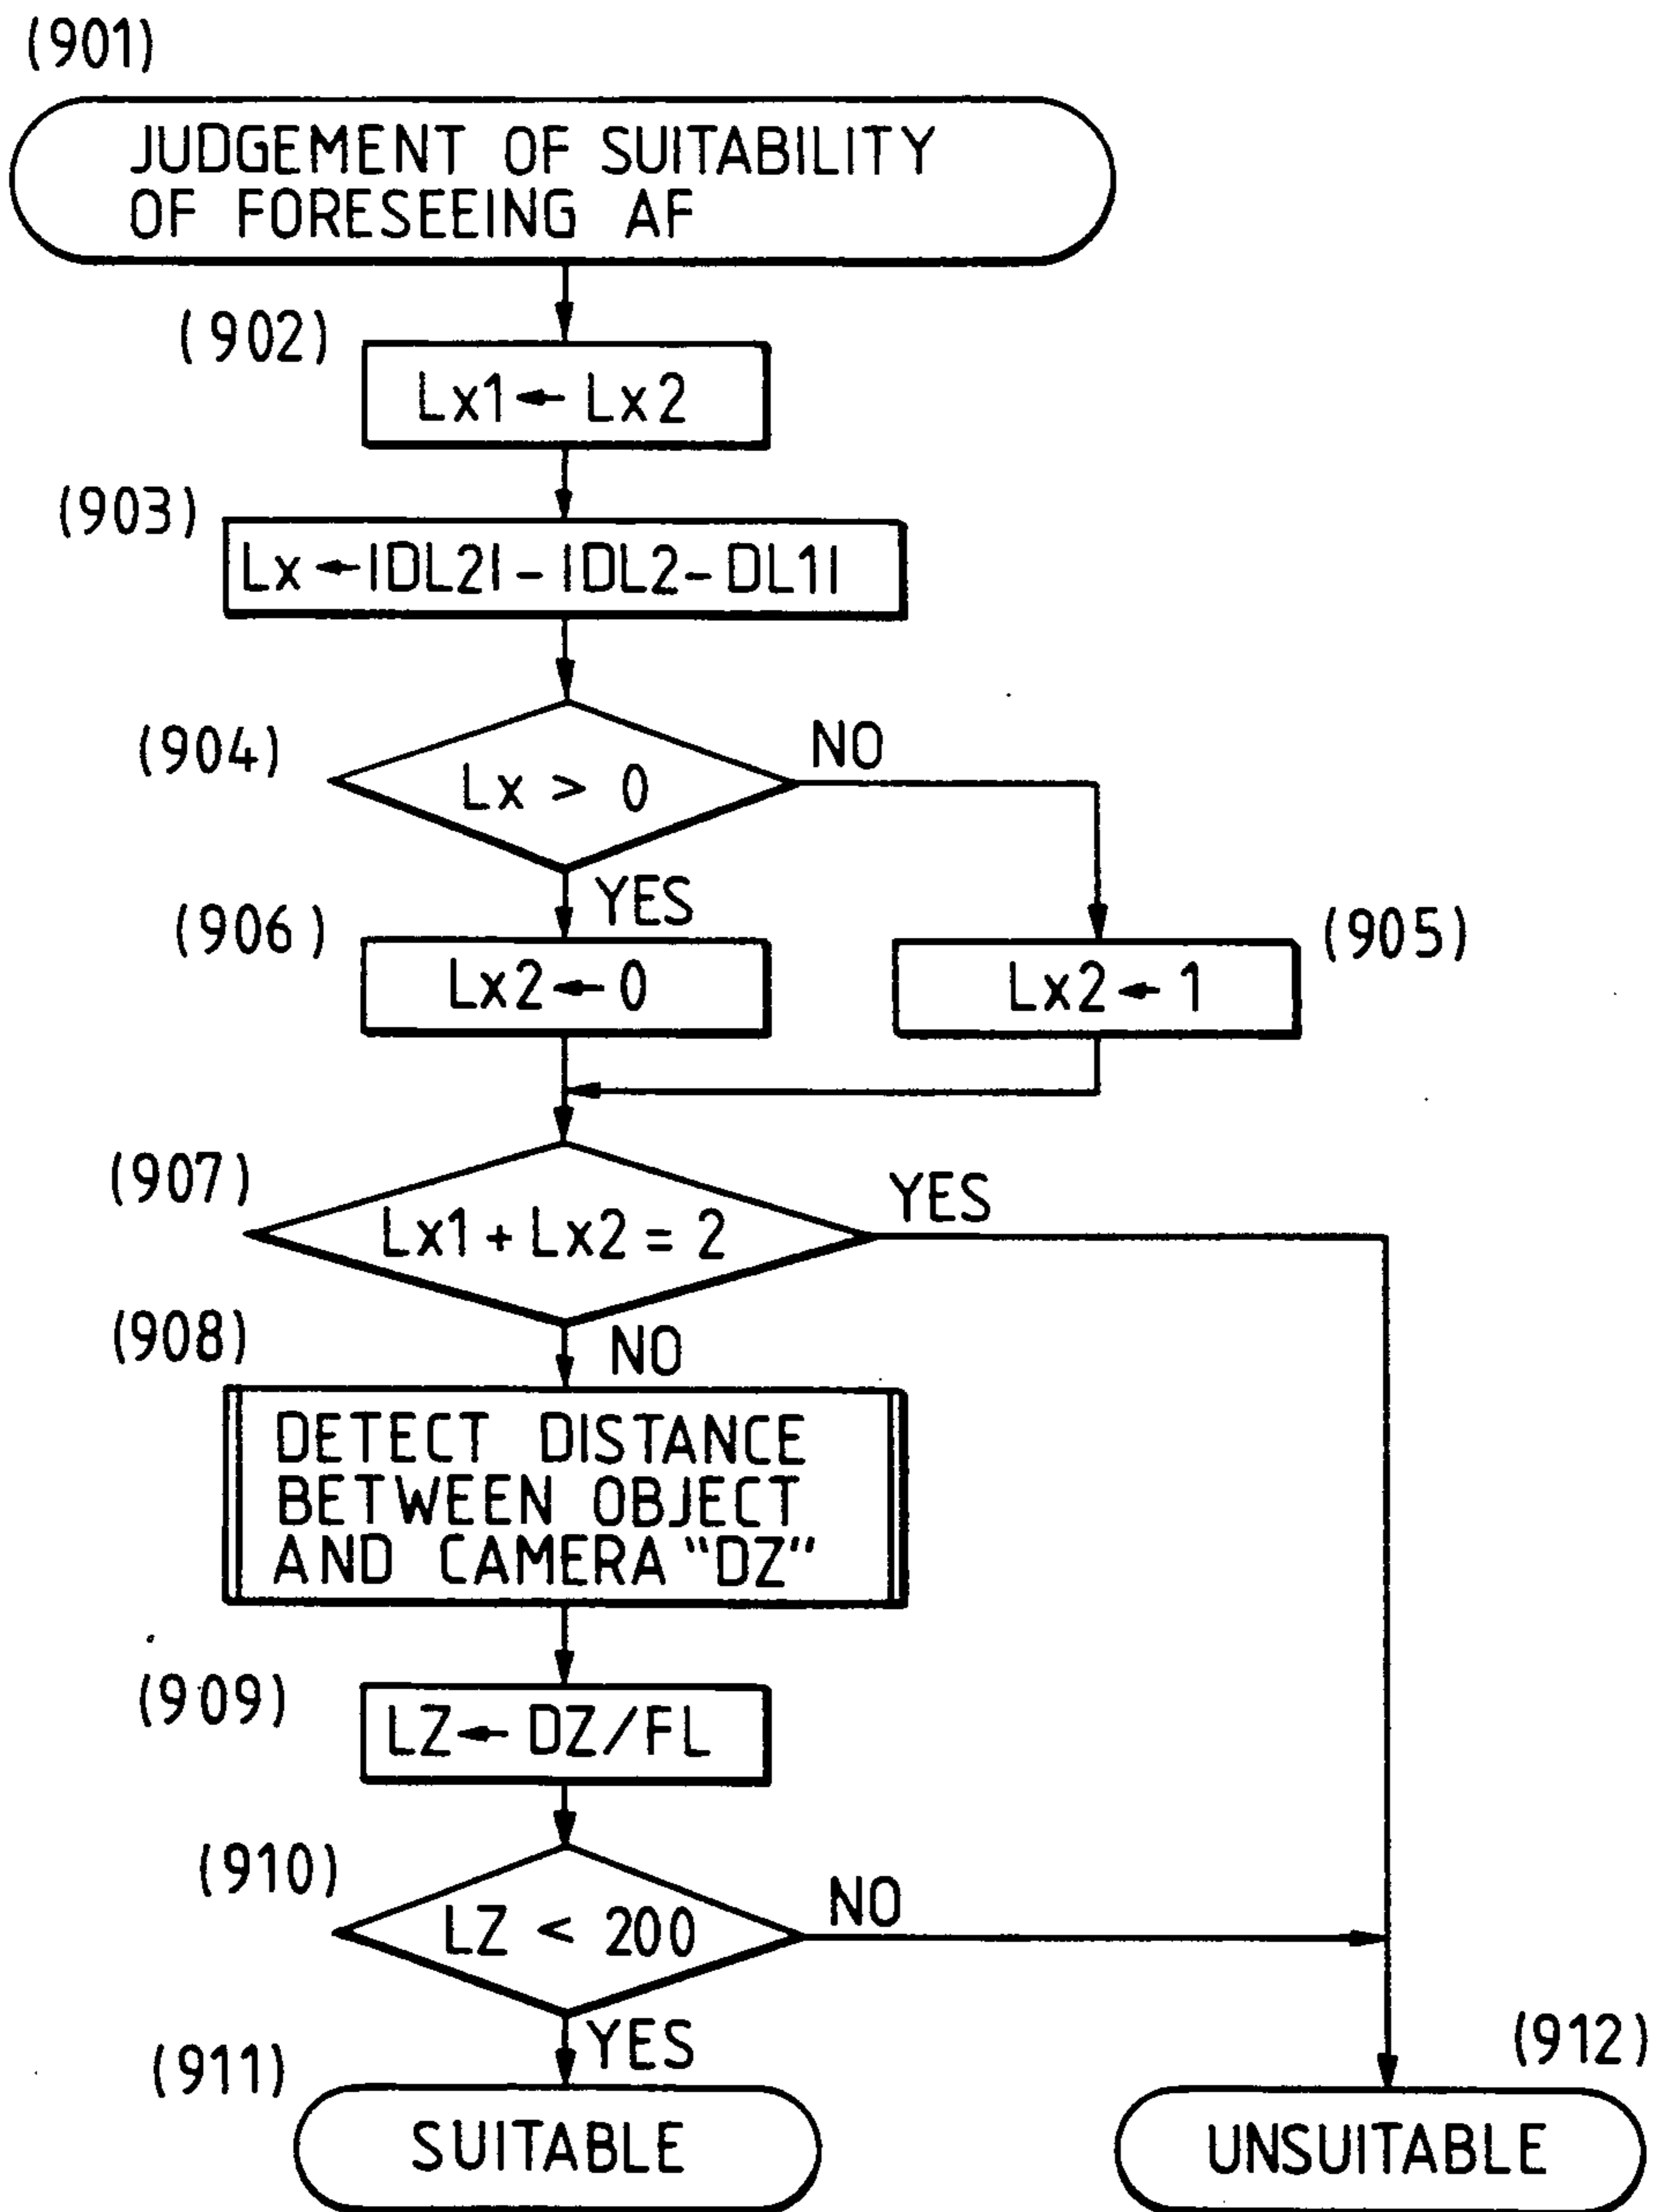 (901)
JUDGEMENT OF SUITABILITY
OF FORESEEING AF
(902)
Lx1 ← Lx2
(903)
Lx ← |DL2| - |DL2 - DL1|
(904)
Lx > 0
NO
YES
(906)
Lx2 ← 0
(905)
Lx2 ← 1
(907)
Lx1 + Lx2 = 2
YES
(908)
NO
DETECT DISTANCE
BETWEEN OBJECT
AND CAMERA "DZ"
(909)
LZ ← DZ/FL
(910)
LZ < 200
NO
YES
(911)
SUITABLE
(912)
UNSUITABLE